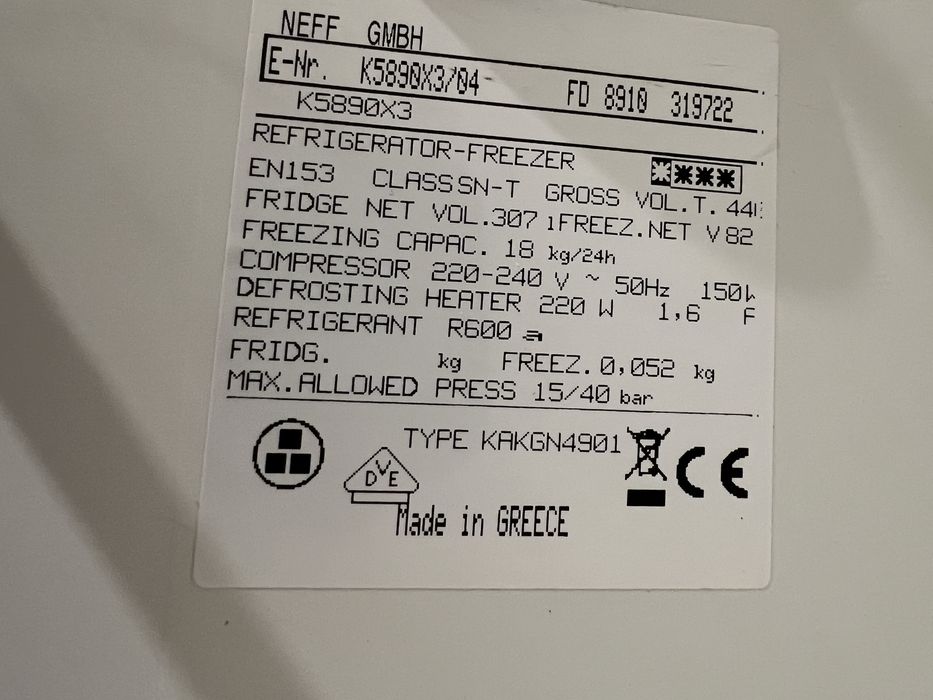 NEFF GMBH
E-Nr. K5890X3/04 FD 8910 319722
K5890X3
REFRIGERATOR-FREEZER
EN153 CLASS SN-T GROSS VOL.T.
FRIDGE NET VOL.307 l FREEZ.NET V 82
FREEZING CAPAC. 18 kg/24h
COMPRESSOR 220-240 V ~ 50Hz
DEFROSTING HEATER 220 W 1,6
REFRIGERANT R600 a
FRIDG. kg FREEZ. 0,052 kg
MAX.ALLOWED PRESS 15/40 bar
TYPE KAKGN4901
DVE
CE
Made in GREECE